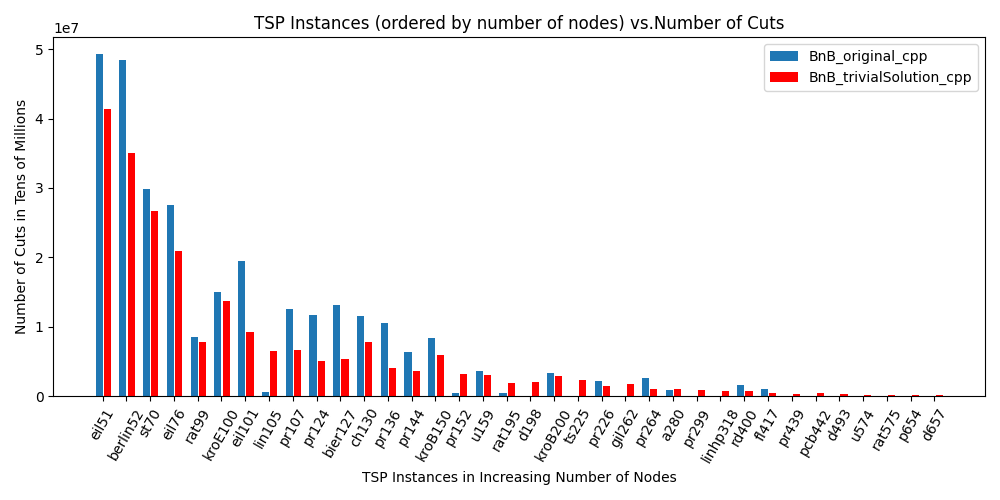 TSP Instances (ordered by number of nodes) vs.Number of Cuts
1e7
BnB_original_cpp
BnB_trivialSolution_cpp
Number of Cuts in Tens of Millions
5
4
3
2
1
0
eil51
berlin52
st70
eil76
rat99
kroE100
eil101
lin105
pr107
pr124
bier127
ch130
pr136
pr144
kroB150
pr152
u159
rat195
d198
kroB200
ts225
pr226
gil262
pr264
a280
pr299
linhp318
rd400
fl417
pr439
pcb442
d493
u574
rat575
p654
d657
TSP Instances in Increasing Number of Nodes